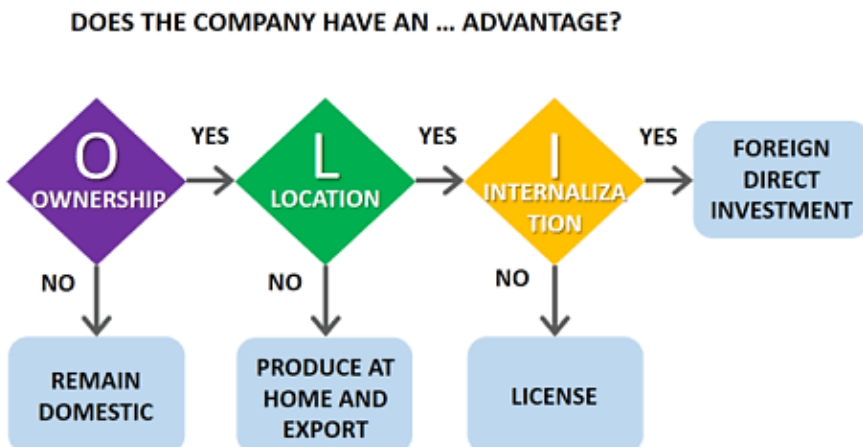 DOES THE COMPANY HAVE AN ... ADVANTAGE?
O
OWNERSHIP
YES
L
LOCATION
YES
I
INTERNALIZA
TION
YES
FOREIGN
DIRECT
INVESTMENT
NO
REMAIN
DOMESTIC
NO
PRODUCE AT
HOME AND
EXPORT
NO
LICENSE